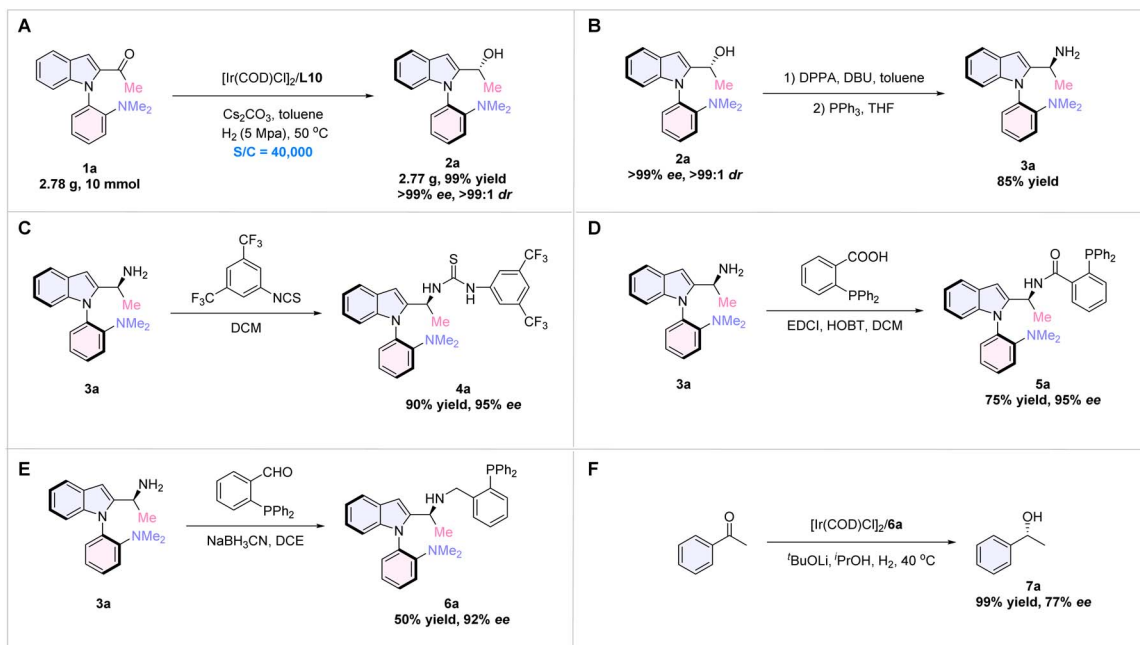 A
O
N
Me
NMe₂
1a
2.78 g, 10 mmol
[Ir(COD)Cl]₂/L10
Cs₂CO₃, toluene
H₂ (5 Mpa), 50 °C
S/C = 40,000
OH
N
Me
NMe₂
2a
2.77 g, 99% yield
>99% ee, >99:1 dr
B
OH
N
Me
NMe₂
2a
>99% ee, >99:1 dr
1) DPPA, DBU, toluene
2) PPh₃, THF
NH₂
N
Me
NMe₂
3a
85% yield
C
NH₂
N
Me
NMe₂
3a
CF₃
F₃C
NCS
DCM
S
HN
NH
CF₃
CF₃
N
Me
NMe₂
4a
90% yield, 95% ee
D
NH₂
N
Me
NMe₂
3a
COOH
PPh₂
EDCI, HOBT, DCM
O
PPh₂
HN
N
Me
NMe₂
5a
75% yield, 95% ee
E
NH₂
N
Me
NMe₂
3a
CHO
PPh₂
NaBH₃CN, DCE
PPh₂
HN
N
Me
NMe₂
6a
50% yield, 92% ee
F
O
[Ir(COD)Cl]₂/6a
ᵗBuOLi, ⁱPrOH, H₂, 40 °C
OH
7a
99% yield, 77% ee